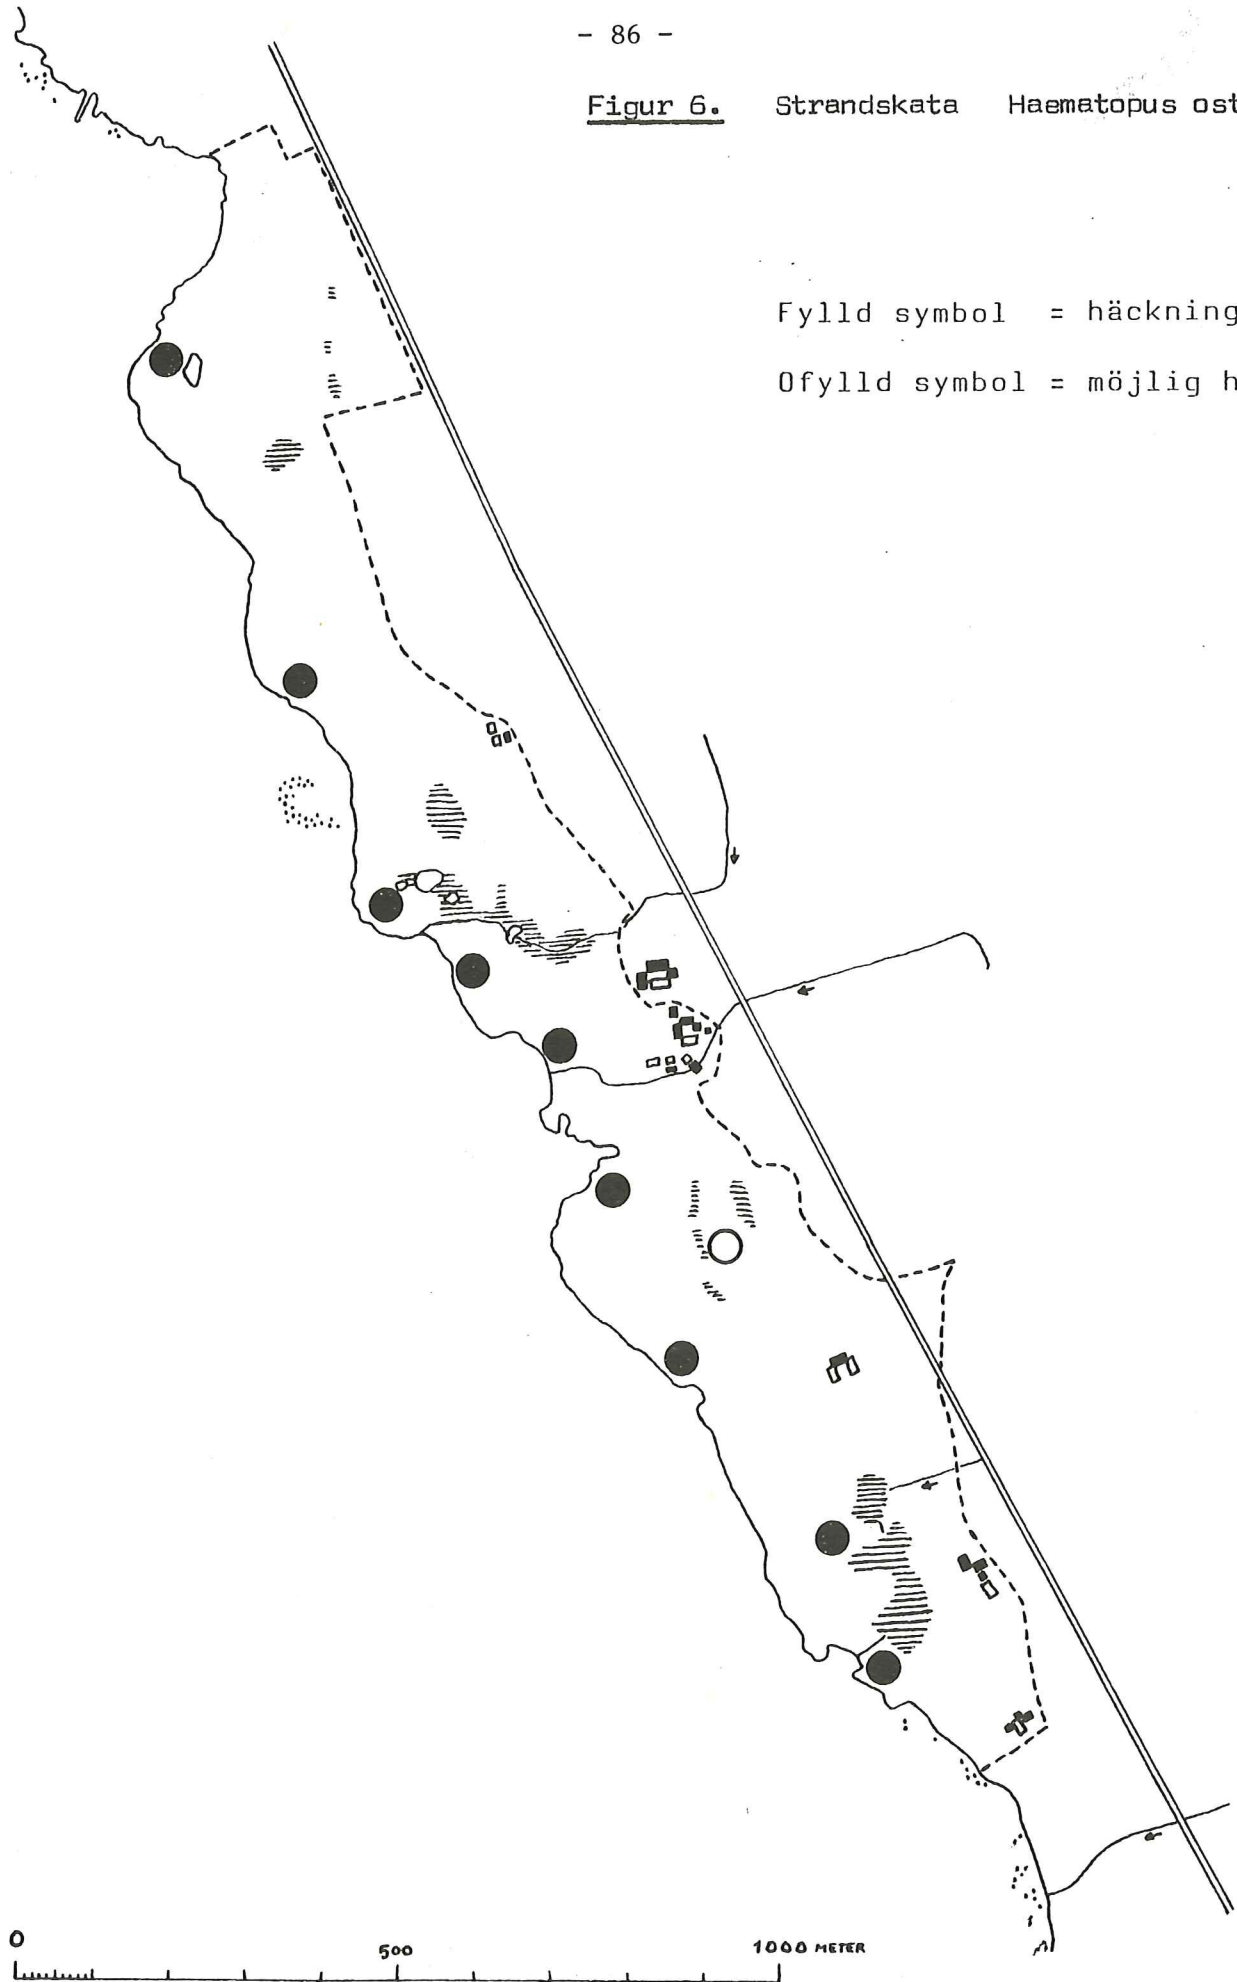 - 86 -
Figur 6. Strandskata Haematopus ost
Fylld symbol = häckning
Ofylld symbol = möjlig h
0 500 1000 METER